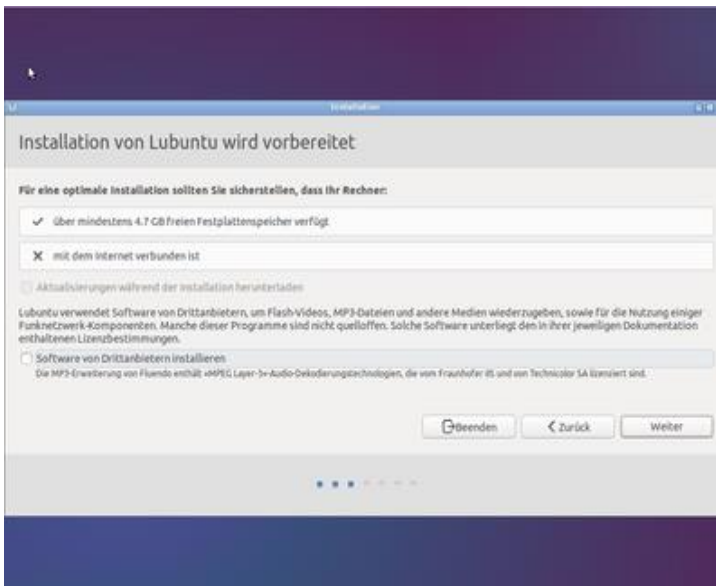 Installation
Installation von Lubuntu wird vorbereitet
Für eine optimale Installation sollten Sie sicherstellen, dass Ihr Rechner:
über mindestens 4.7 GB freien Festplattenspeicher verfügt
mit dem Internet verbunden ist
Aktualisierungen während der Installation herunterladen
Lubuntu verwendet Software von Drittanbietern, um Flash-Videos, MP3-Dateien und andere Medien wiederzugeben, sowie für die Nutzung einiger
Funknetzwerk-Komponenten. Manche dieser Programme sind nicht quelloffen. Solche Software unterliegt den in ihrer jeweiligen Dokumentation
enthaltenen Lizenzbestimmungen.
Software von Drittanbietern installieren
Die MP3-Erweiterung von Fluendo enthält »MPEG Layer-3«-Audio-Dekodierungstechnologien, die vom Fraunhofer IIS und von Technicolor SA lizenziert sind.
Beenden
Zurück
Weiter